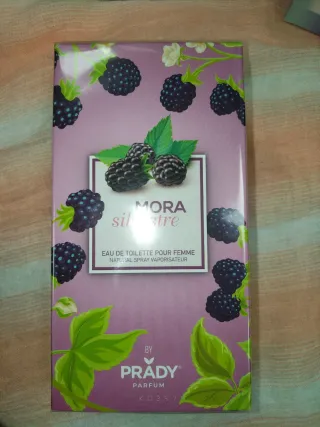 MORA
silvestre
EAU DE TOILETTE POUR FEMME
NATURAL SPRAY VAPORISATEUR
BY
PRADY
PARFUM